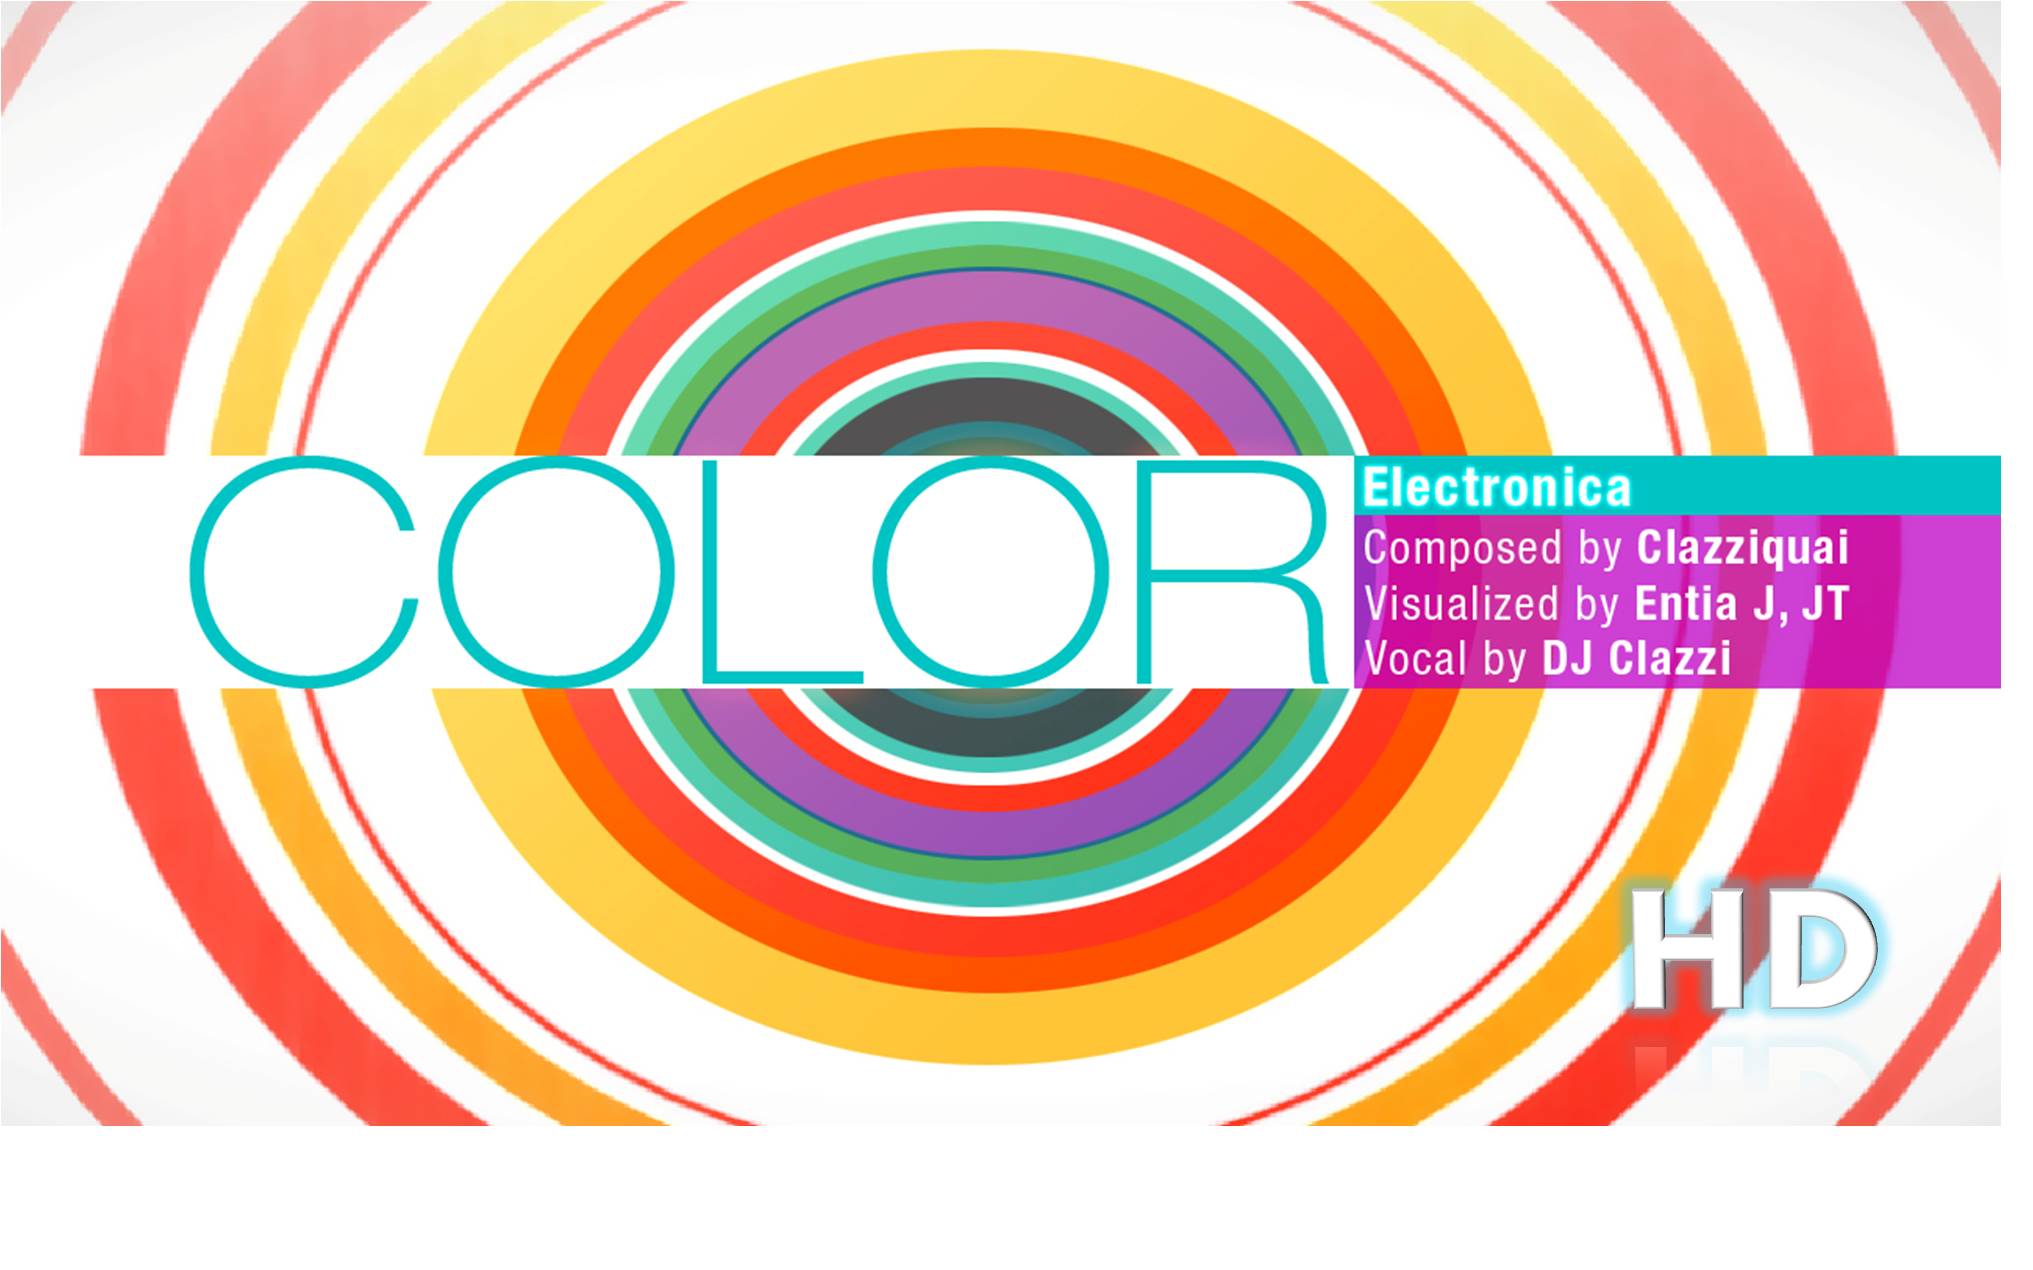 COLOR
Electronica
Composed by Clazziquai
Visualized by Entia J, JT
Vocal by DJ Clazzi
HD